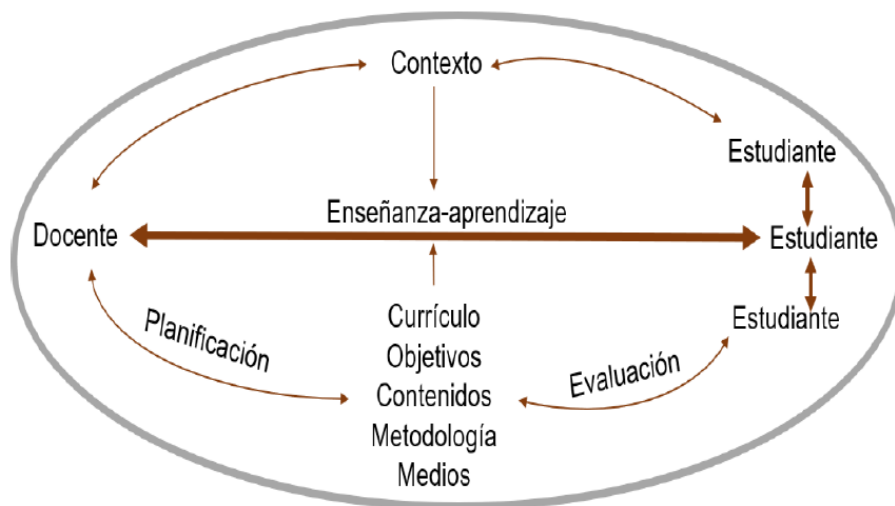 Contexto
Estudiante
Enseñanza-aprendizaje
Docente
Estudiante
Planificación
Currículo
Objetivos
Contenidos
Metodología
Medios
Evaluación
Estudiante